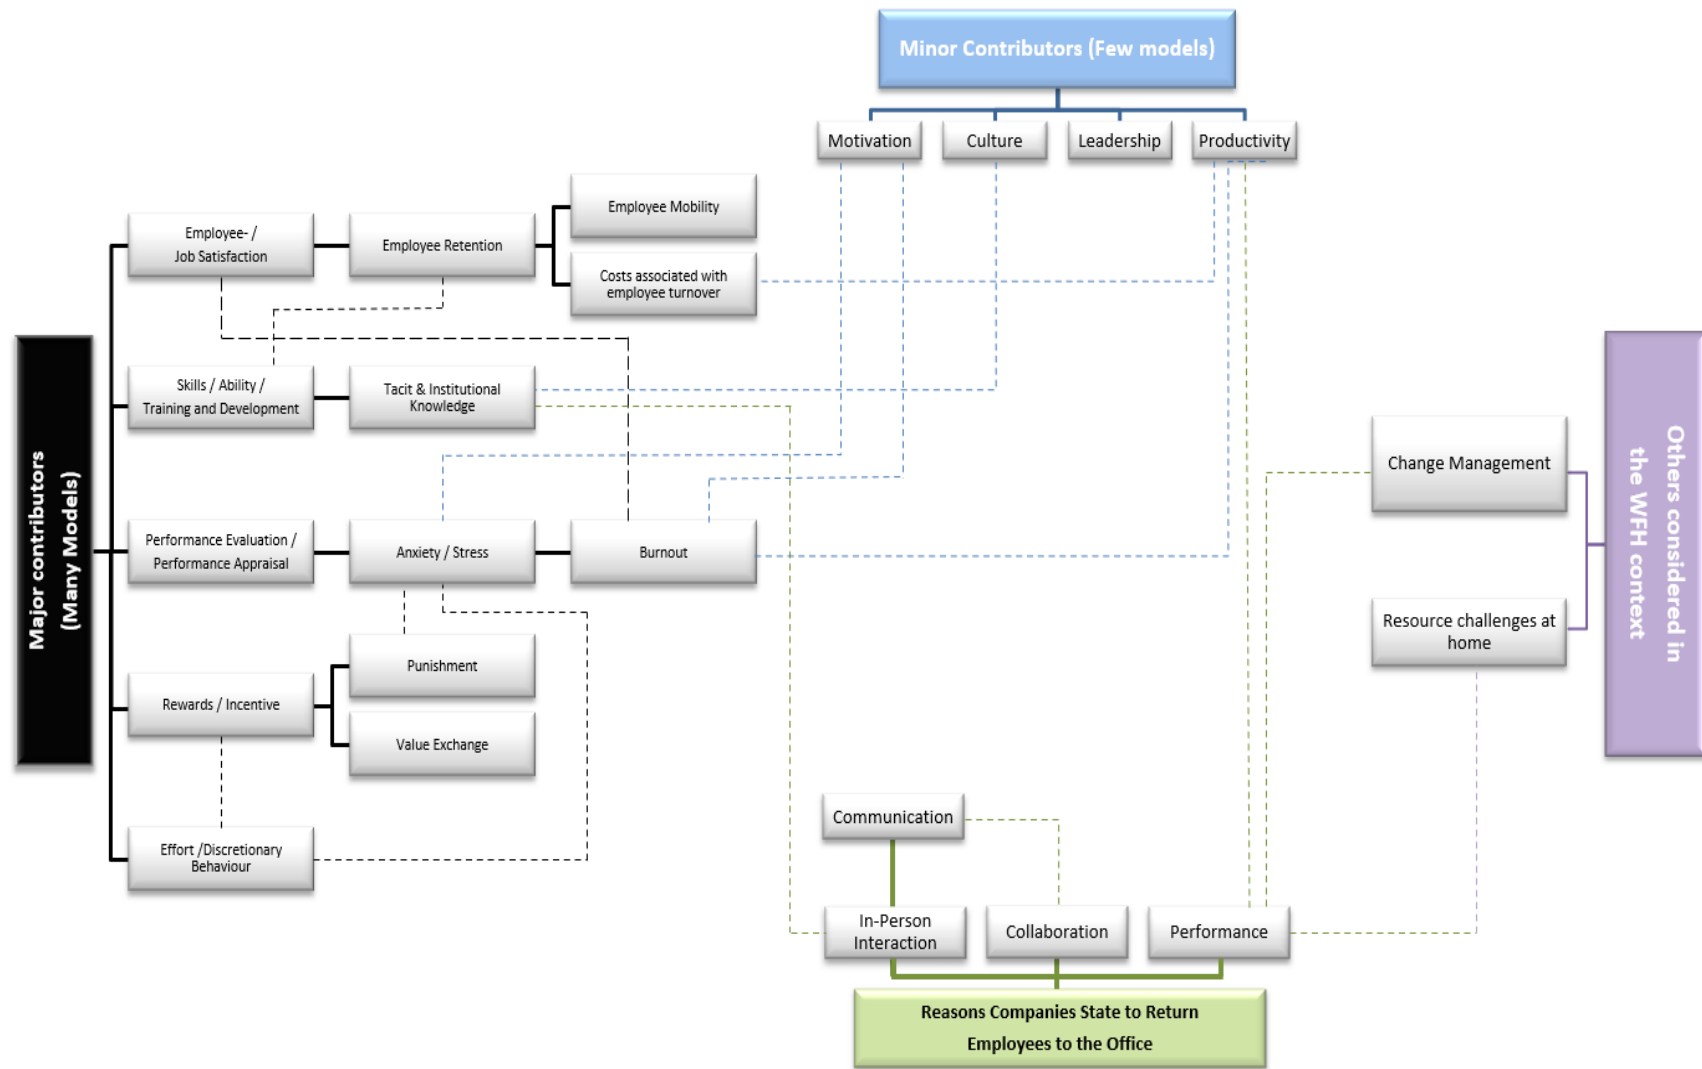 Minor Contributors (Few models)
Motivation
Culture
Leadership
Productivity
Employee- /
Job Satisfaction
Employee Retention
Employee Mobility
Costs associated with
employee turnover
Skills / Ability /
Training and Development
Tacit & Institutional
Knowledge
Major contributors
(Many Models)
Performance Evaluation /
Performance Appraisal
Anxiety / Stress
Burnout
Rewards / Incentive
Punishment
Value Exchange
Effort /Discretionary
Behaviour
Change Management
Resource challenges at
home
Others considered in
the WFH context
Communication
In-Person
Interaction
Collaboration
Performance
Reasons Companies State to Return
Employees to the Office